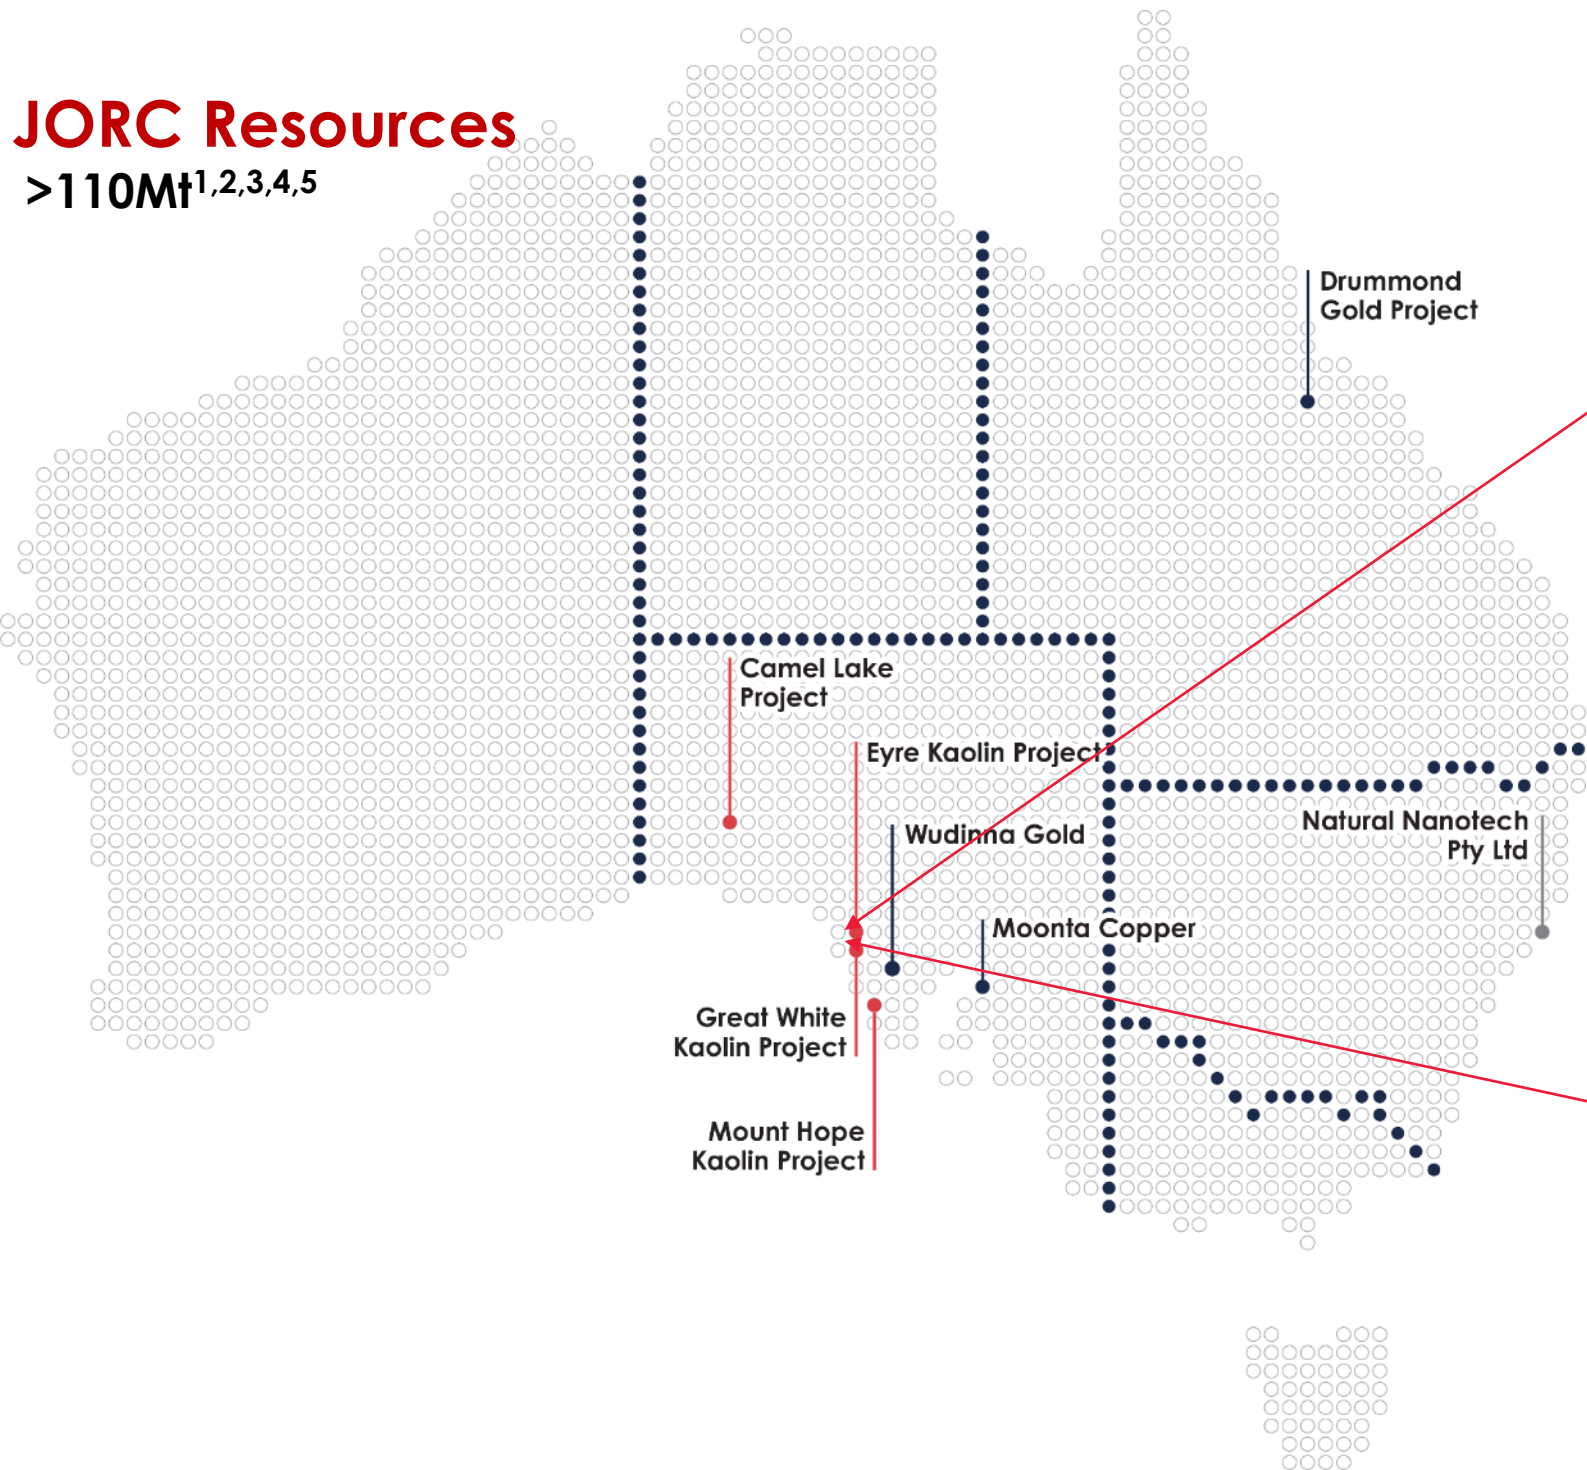 JORC Resources
>110Mt1,2,3,4,5
Drummond
Gold Project
Camel Lake
Project
Eyre Kaolin Project
Wudinna Gold
Natural Nanotech
Pty Ltd
Moonta Copper
Great White
Kaolin Project
Mount Hope
Kaolin Project